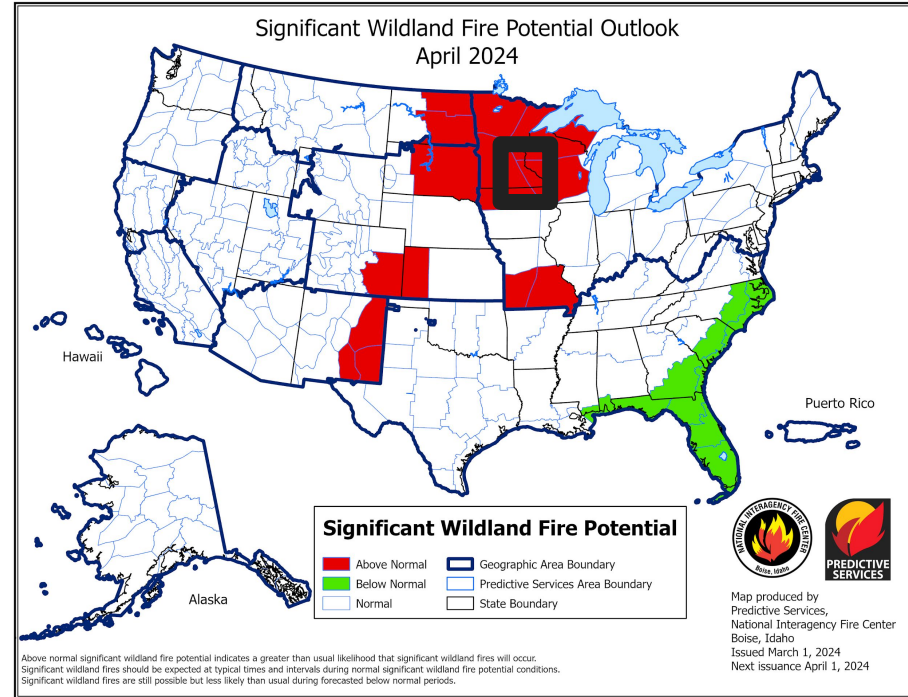 Significant Wildland Fire Potential Outlook
April 2024
Hawaii
Puerto Rico
Alaska
Significant Wildland Fire Potential
Above Normal
Below Normal
Normal
Geographic Area Boundary
Predictive Services Area Boundary
State Boundary
NATIONAL INTERAGENCY FIRE CENTER
Boise, Idaho
PREDICTIVE
SERVICES
Map produced by
Predictive Services,
National Interagency Fire Center
Boise, Idaho
Issued March 1, 2024
Next issuance April 1, 2024
Above normal significant wildland fire potential indicates a greater than usual likelihood that significant wildland fires will occur.
Significant wildland fires should be expected at typical times and intervals during normal significant wildland fire potential conditions.
Significant wildland fires are still possible but less likely than usual during forecasted below normal periods.